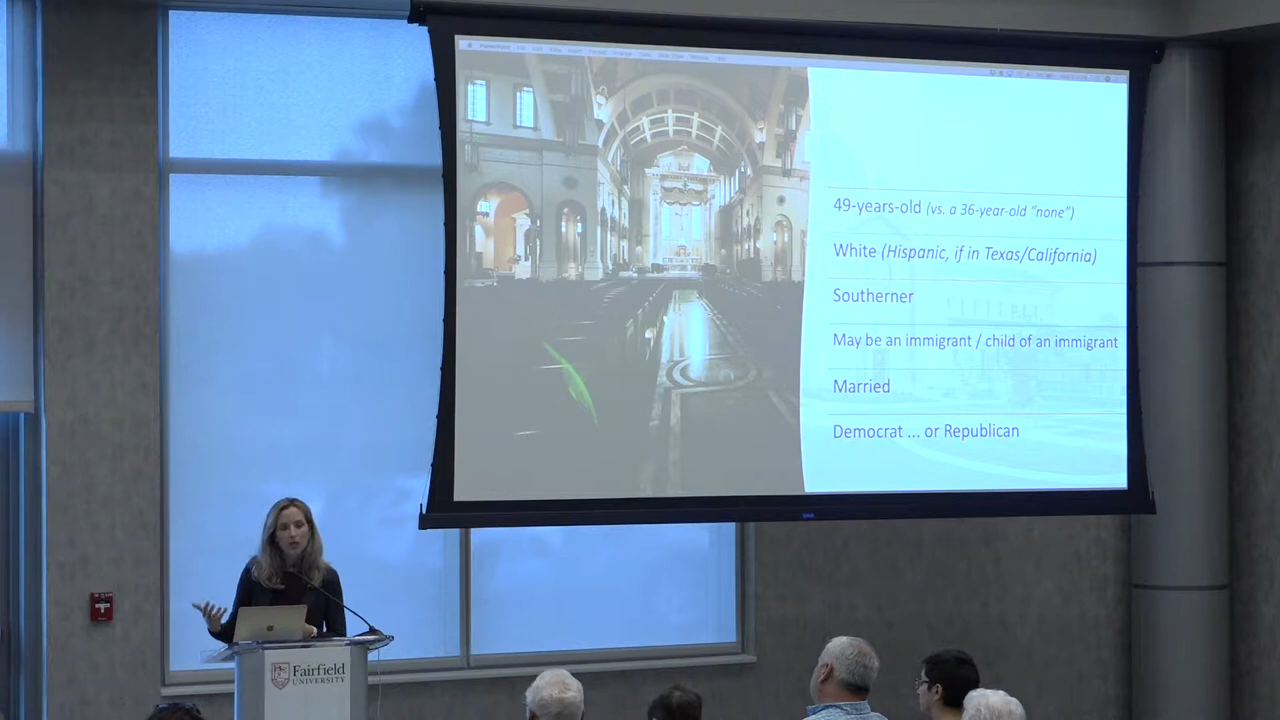 49-years-old (vs. a 36-year-old “none”)
White (Hispanic, if in Texas/California)
Southerner
May be an immigrant / child of an immigrant
Married
Democrat ... or Republican
Fairfield
UNIVERSITY